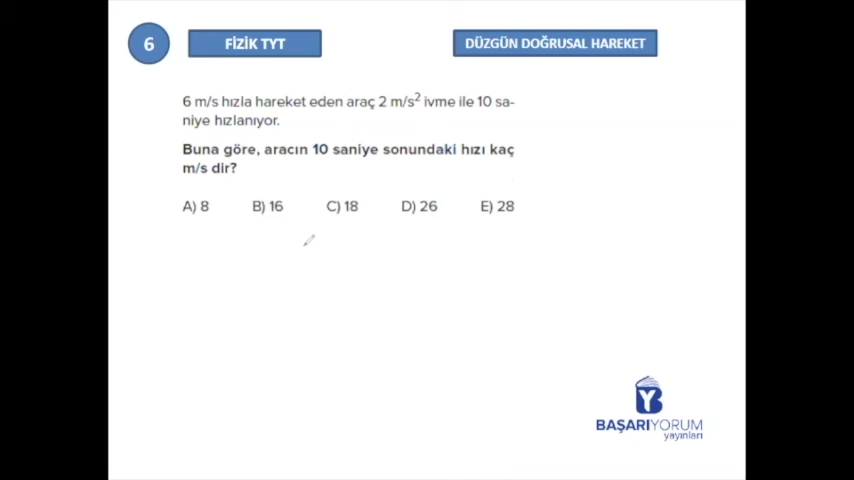 6
FİZİK TYT
DÜZGÜN DOĞRUSAL HAREKET
6 m/s hızla hareket eden araç 2 m/s² ivme ile 10 sa-
niye hızlanıyor.
Buna göre, aracın 10 saniye sonundaki hızı kaç
m/s dir?
A) 8 B) 16 C) 18 D) 26 E) 28
BAŞARIYORUM
yayınları